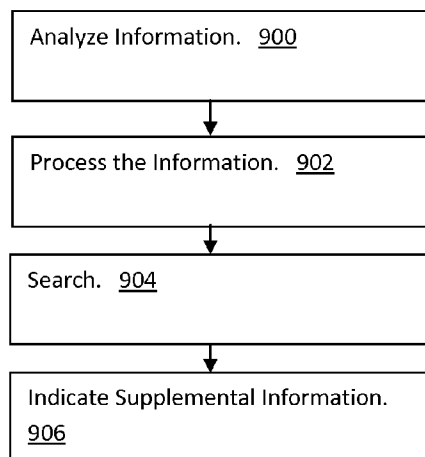 Analyze Information. 900
Process the Information. 902
Search. 904
Indicate Supplemental Information.
906